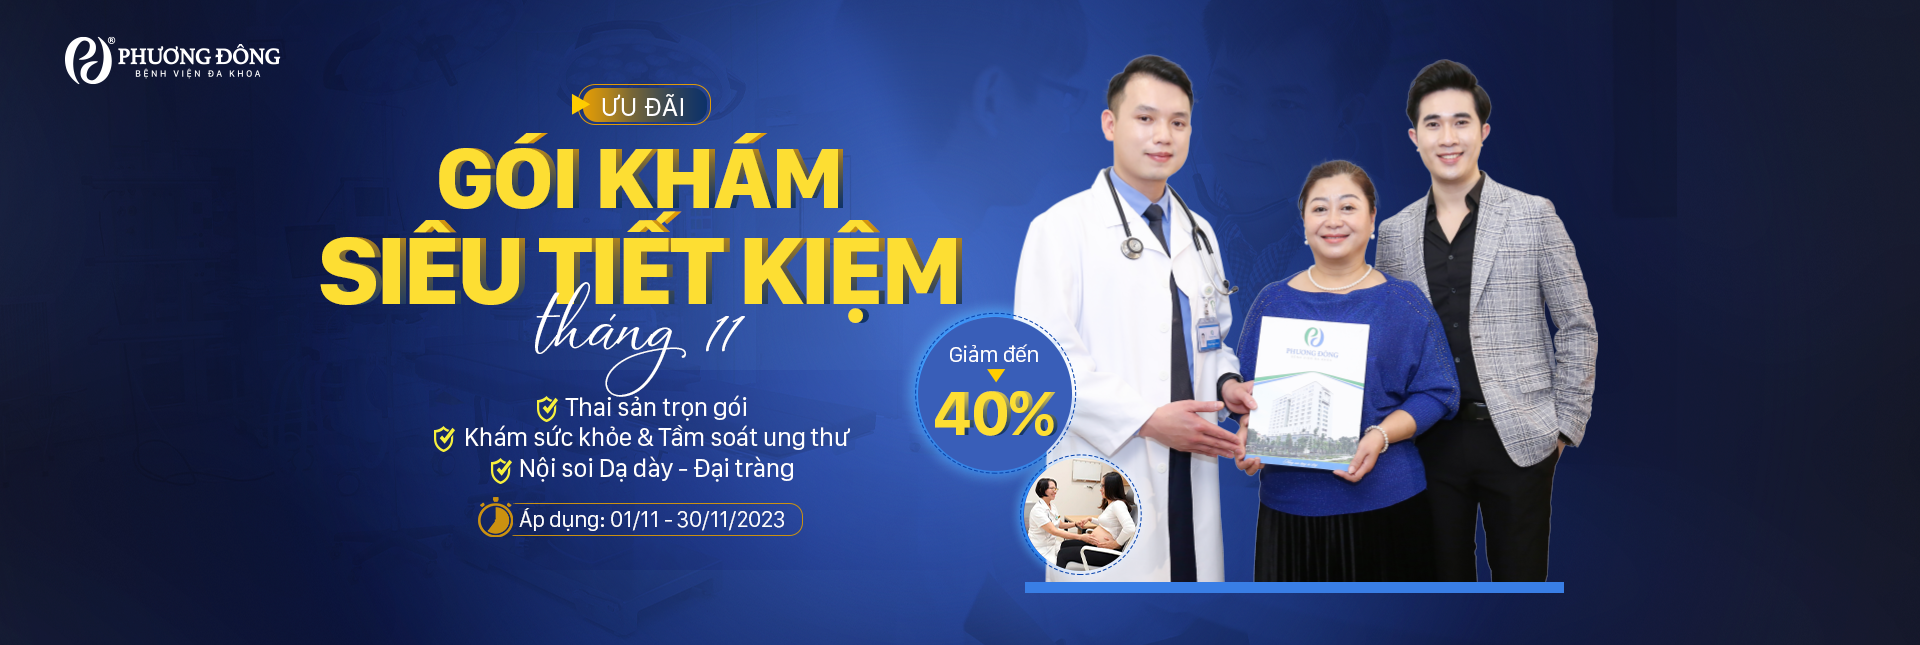 PHƯƠNG ĐÔNG®
BỆNH VIỆN ĐA KHOA
ƯU ĐÃI
GÓI KHÁM
SIÊU TIẾT KIỆM
tháng 11
Thai sản trọn gói
Khám sức khỏe & Tầm soát ung thư
Nội soi Dạ dày - Đại tràng
Áp dụng: 01/11 - 30/11/2023
Giảm đến
40%
PHƯƠNG ĐÔNG